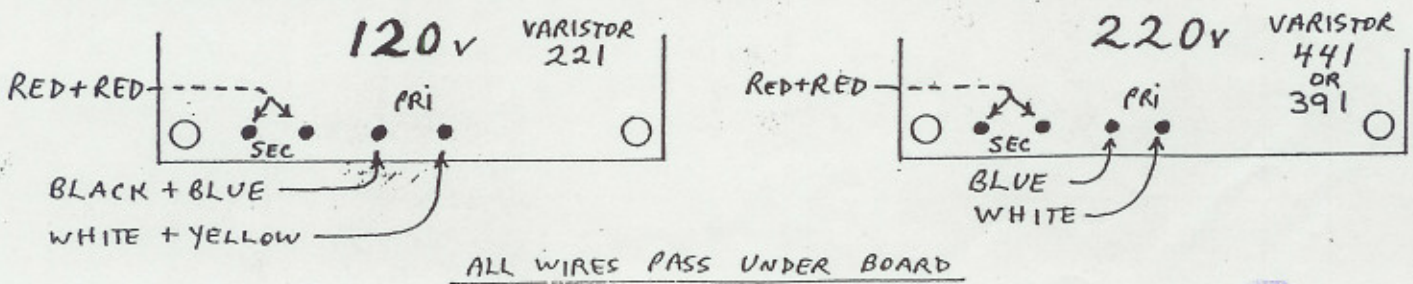 120v
VARISTOR
221
RED+RED
PRi
SEC
BLACK + BLUE
WHITE + YELLOW
220v
VARISTOR
441
OR
391
RED+RED
PRi
SEC
BLUE
WHITE
ALL WIRES PASS UNDER BOARD